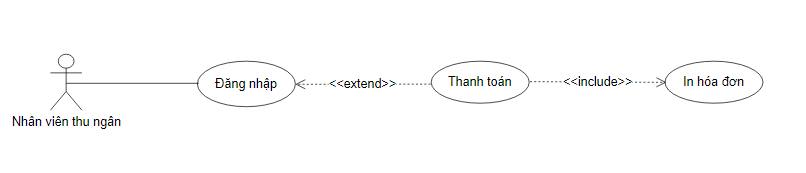 Đăng nhập
<<extend>>
Thanh toán
<<include>>
In hóa đơn
Nhân viên thu ngân